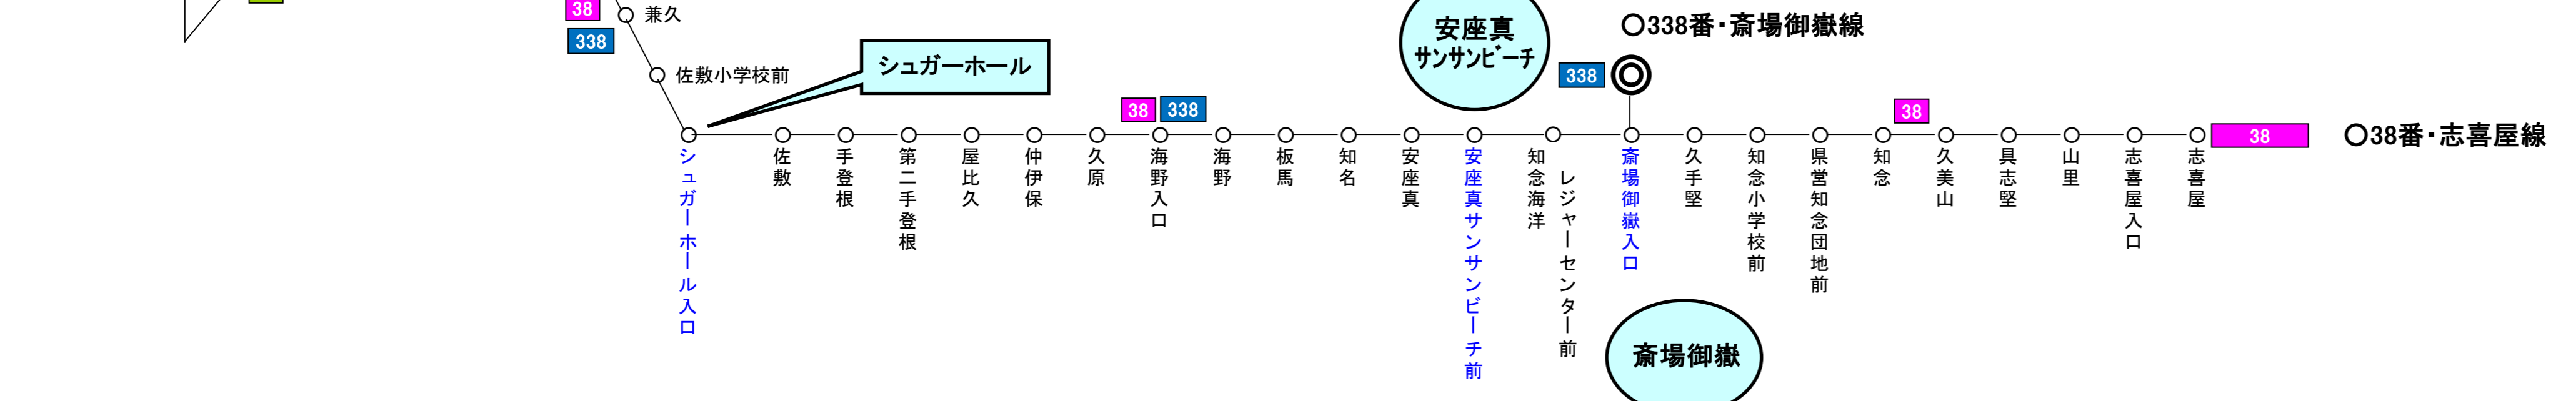 38
兼久
338
佐敷小学校前
シュガーホール
安座真
サンサンビーチ
○338番・斎場御嶽線
338
38
338
38
38
○38番・志喜屋線
シュガーホール入口
佐敷
手登根
第二手登根
屋比久
仲伊保
久原
海野入口
海野
板馬
知名
安座真
安座真サンサンビーチ前
知念海洋
レジャーセンター前
斎場御嶽入口
久手堅
知念小学校前
県営知念団地前
知念
久美山
具志堅
山里
志喜屋入口
志喜屋
斎場御嶽